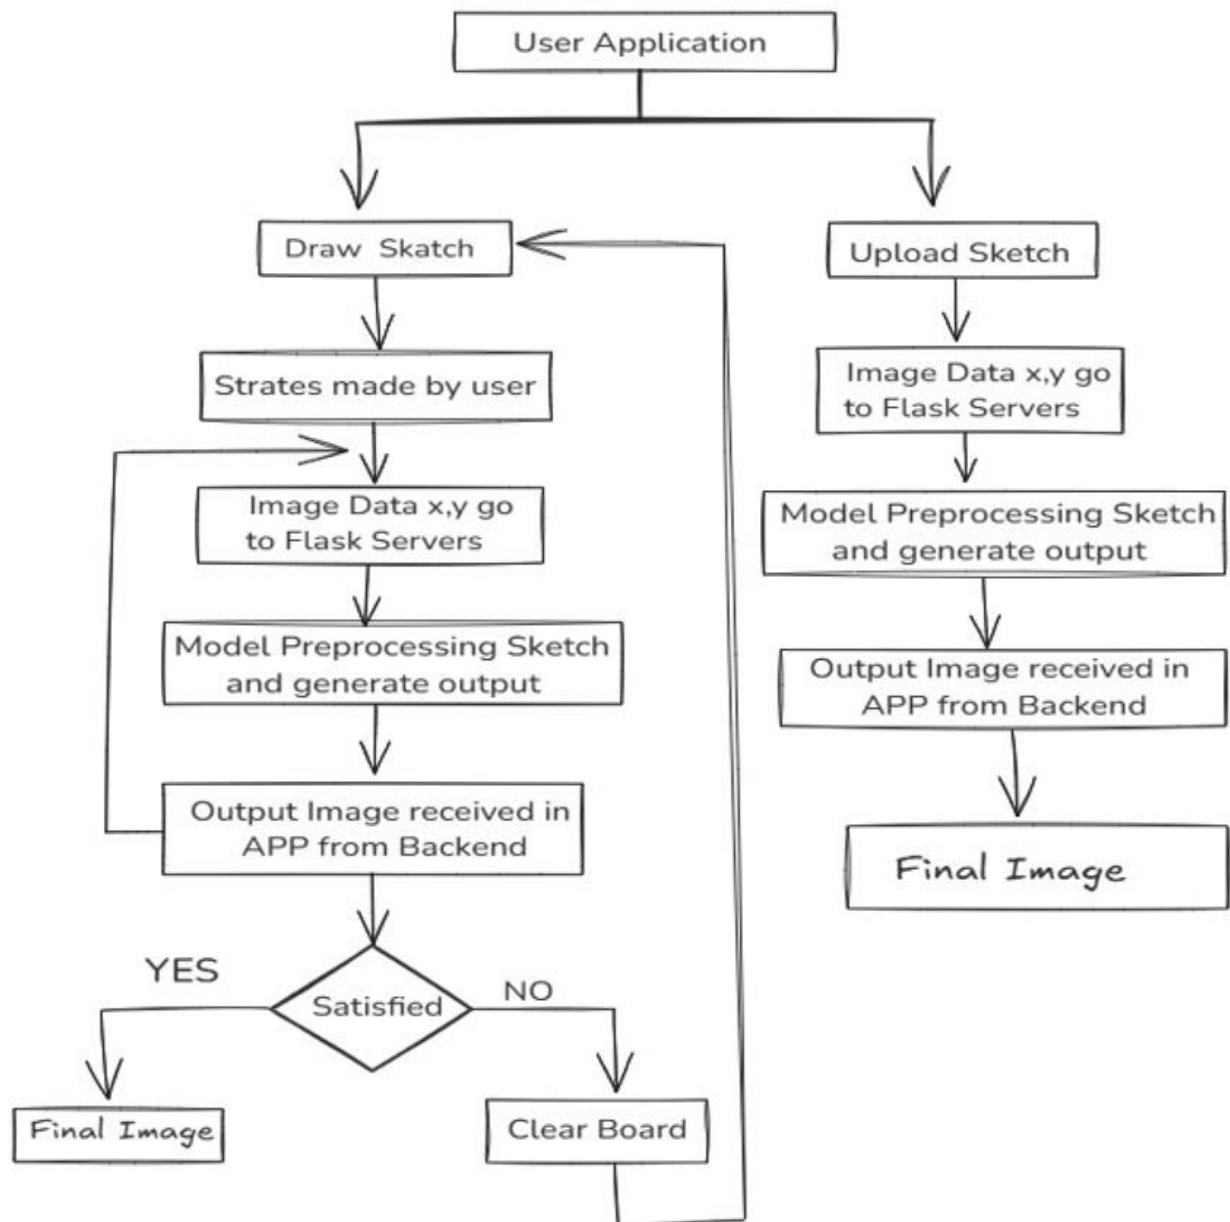 User Application
Draw Skatch
Strates made by user
Image Data x,y go
to Flask Servers
Model Preprocessing Sketch
and generate output
Output Image received in
APP from Backend
Satisfied
YES
NO
Final Image
Clear Board
Upload Sketch
Image Data x,y go
to Flask Servers
Model Preprocessing Sketch
and generate output
Output Image received in
APP from Backend
Final Image